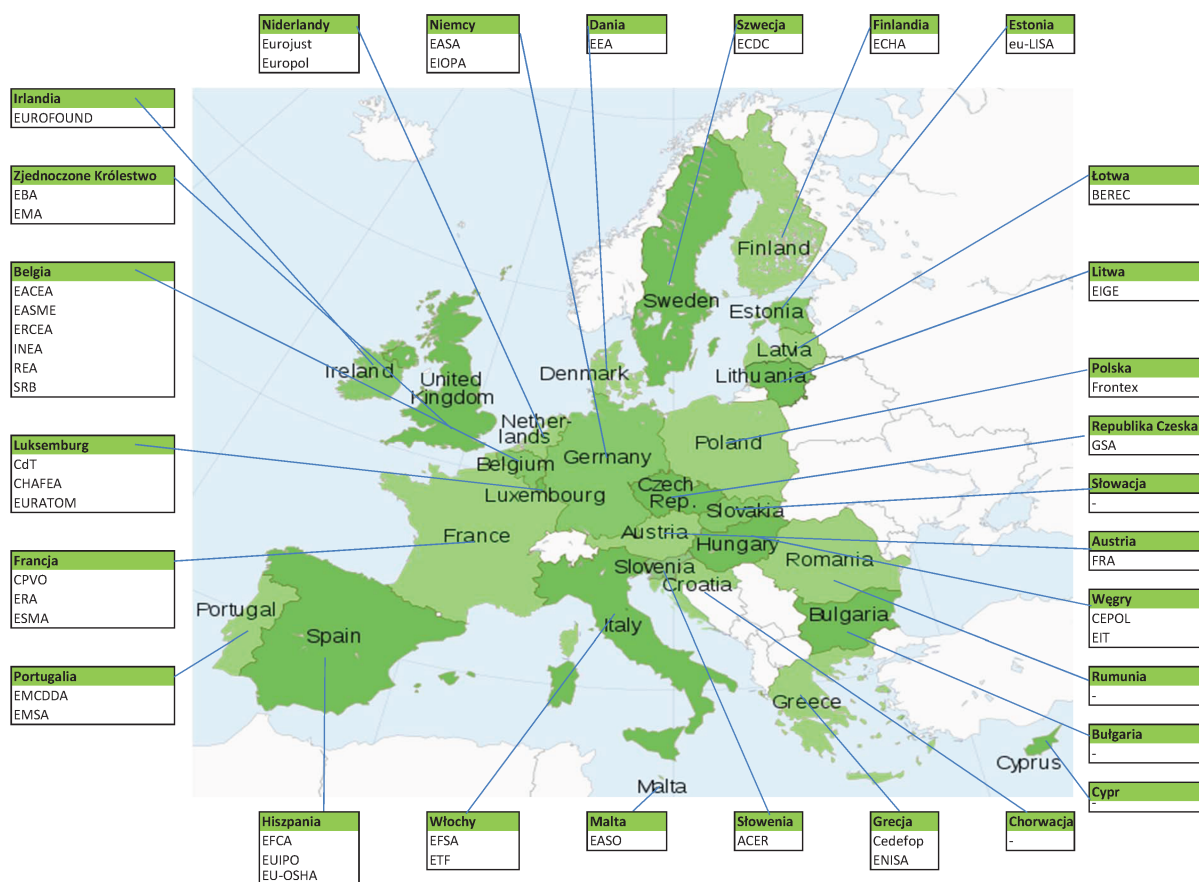 Niderlandy
Eurojust
Europol
Niemcy
EASA
EIOPA
Dania
EEA
Szwecja
ECDC
Finlandia
ECHA
Estonia
eu-LISA
Irlandia
EUROFOUND
Zjednoczone Królestwo
EBA
EMA
Belgia
EACEA
EASME
ERCEA
INEA
REA
SRB
Luksemburg
CdT
CHAFEA
EURATOM
Francja
CPVO
ERA
ESMA
Portugalia
EMCDDA
EMSA
Finland
Sweden
Estonia
Latvia
Lithuania
Denmark
Ireland
United
Kingdom
Nether-
lands
Belgium
Germany
Poland
Luxembourg
Czech
Rep.
Slovakia
France
Austria
Hungary
Slovenia
Romania
Croatia
Portugal
Spain
Italy
Bulgaria
Greece
Malta
Cyprus
Łotwa
BEREC
Litwa
EIGE
Polska
Frontex
Republika Czeska
GSA
Słowacja
-
Austria
FRA
Węgry
CEPOL
EIT
Rumunia
-
Bułgaria
-
Cypr
-
Hiszpania
EFCA
EUIPO
EU-OSHA
Włochy
EFSA
ETF
Malta
EASO
Słowenia
ACER
Grecja
Cedefop
ENISA
Chorwacja
-